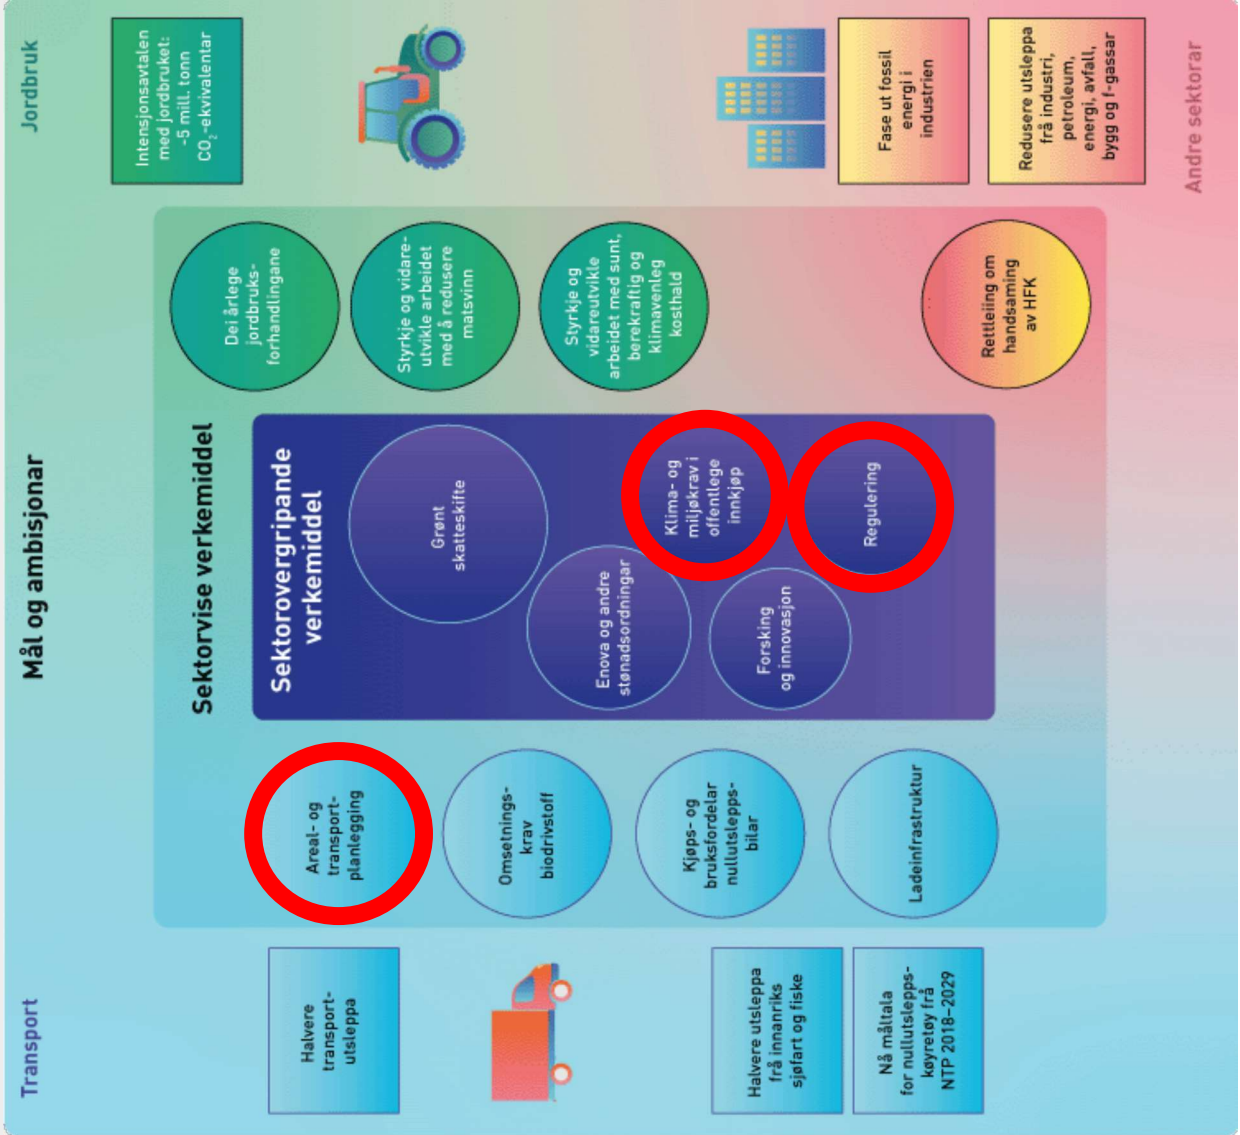 Mål og ambisjonar
Transport
Halvere
transport-
utsleppa
Halvere utsleppa
frå innanriks
sjøfart og fiske
Nå måltala
for nullutslepps-
køyretøy frå
NTP 2018–2029
Sektorvise verkemiddel
Areal- og
transport-
planlegging
Omsetnings-
krav
biodrivstoff
Kjøps- og
bruksfordelar
nullutslepps-
bilar
Ladeinfrastruktur
Sektorovergripande
verkemiddel
Grønt
skatteskifte
Enova og andre
stønadsordningar
Klima- og
miljøkrav i
offentlege
innkjøp
Forsking
og innovasjon
Regulering
Dei årlege
jordbruks-
forhandlingane
Styrkje og vidare-
utvikle arbeidet
med å redusere
matsvinn
Styrkje og
vidareutvikle
arbeidet med sunt,
berekraftig og
klimavenleg
kosthald
Rettleiing om
handsaming
av HFK
Jordbruk
Intensjonsavtalen
med jordbruket:
-5 mill. tonn
CO₂-ekvivalentar
Fase ut fossil
energi i
industrien
Redusere utsleppa
frå industri,
petroleum,
energi, avfall,
bygg og f-gassar
Andre sektorar